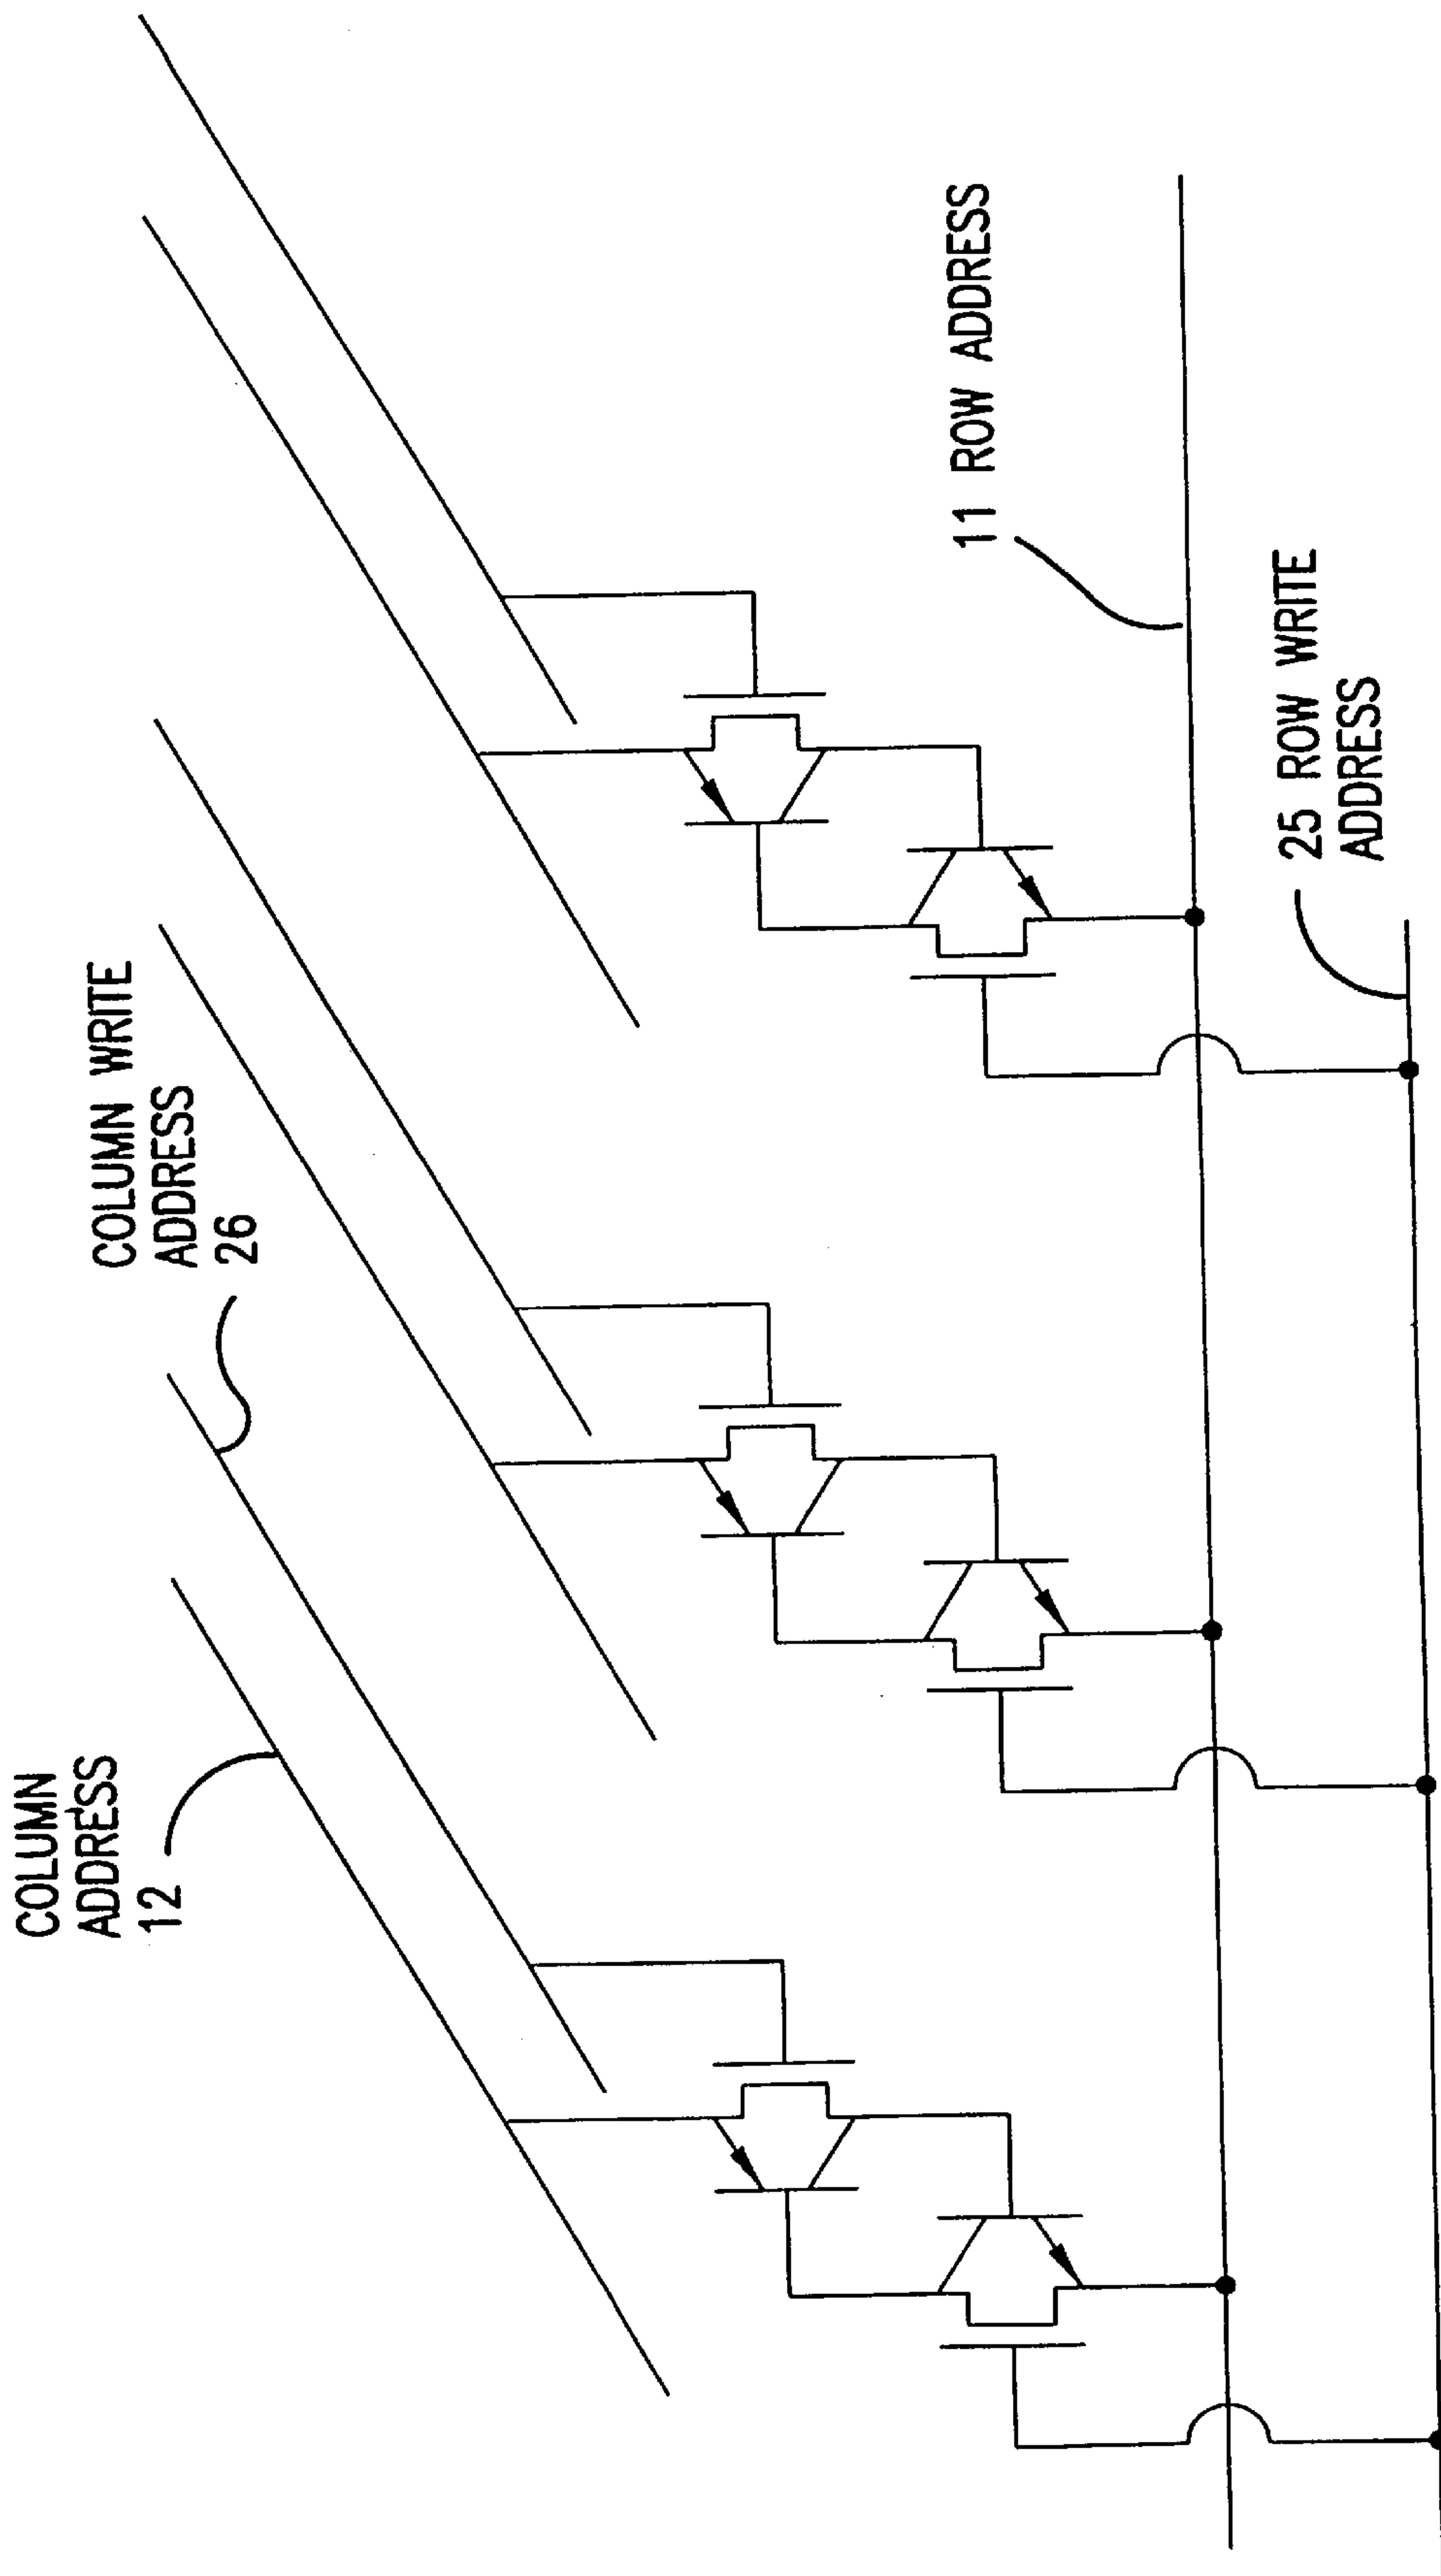 COLUMN
ADDRESS
12
COLUMN WRITE
ADDRESS
26
11 ROW ADDRESS
25 ROW WRITE
ADDRESS